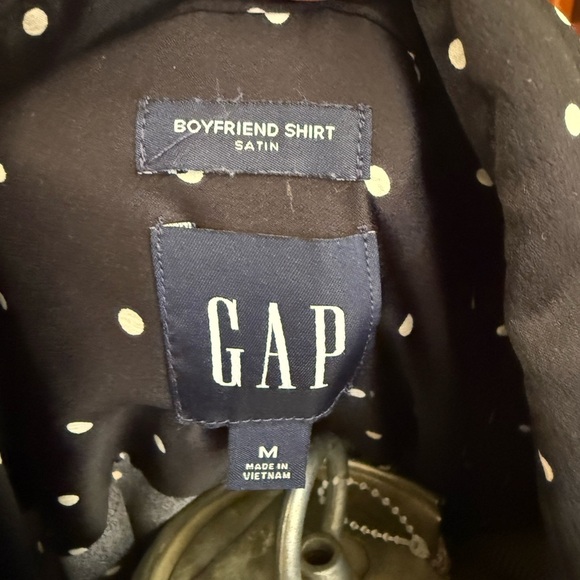 BOYFRIEND SHIRT
SATIN
GAP
M
MADE IN
VIETNAM